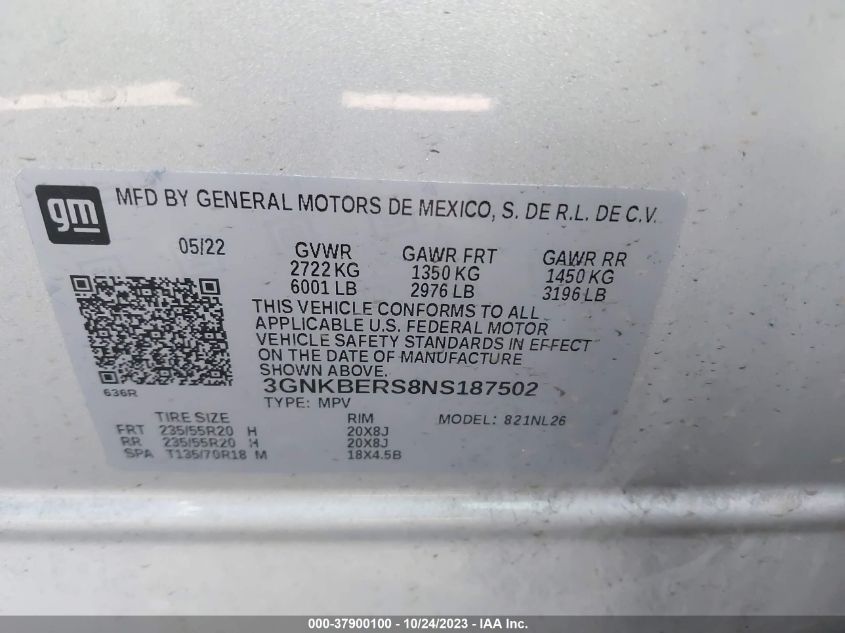 gm
MFD BY GENERAL MOTORS DE MEXICO, S. DE R.L. DE C.V.
05/22 GVWR GAWR FRT GAWR RR
2722 KG 1350 KG 1450 KG
6001 LB 2976 LB 3196 LB
THIS VEHICLE CONFORMS TO ALL
APPLICABLE U.S. FEDERAL MOTOR
VEHICLE SAFETY STANDARDS IN EFFECT
ON THE DATE OF MANUFACTURE
SHOWN ABOVE.
636R
3GNKBERS8NS187502
TYPE: MPV
TIRE SIZE RIM MODEL: 821NL26
FRT 235/55R20 H 20X8J
RR 235/55R20 H 20X8J
SPA T135/70R18 M 18X4.5B
000-37900100 - 10/24/2023 - IAA Inc.